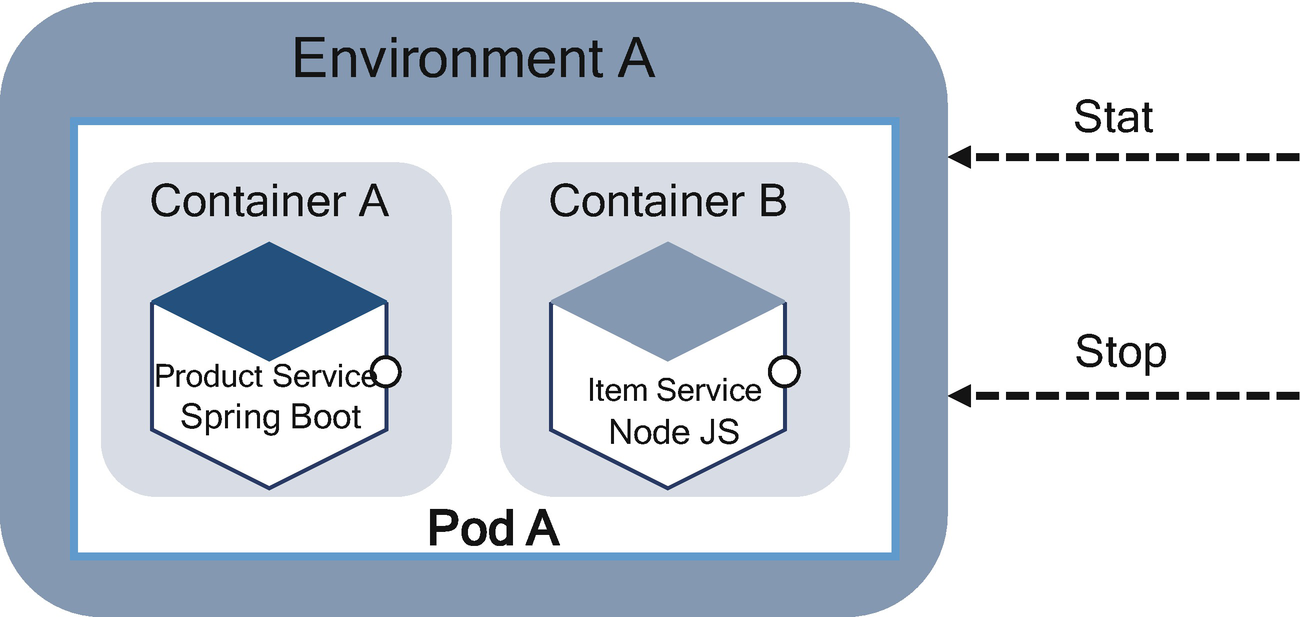 Environment A
Stat
Container A
Container B
Product Service
Spring Boot
Item Service
Node JS
Stop
Pod A